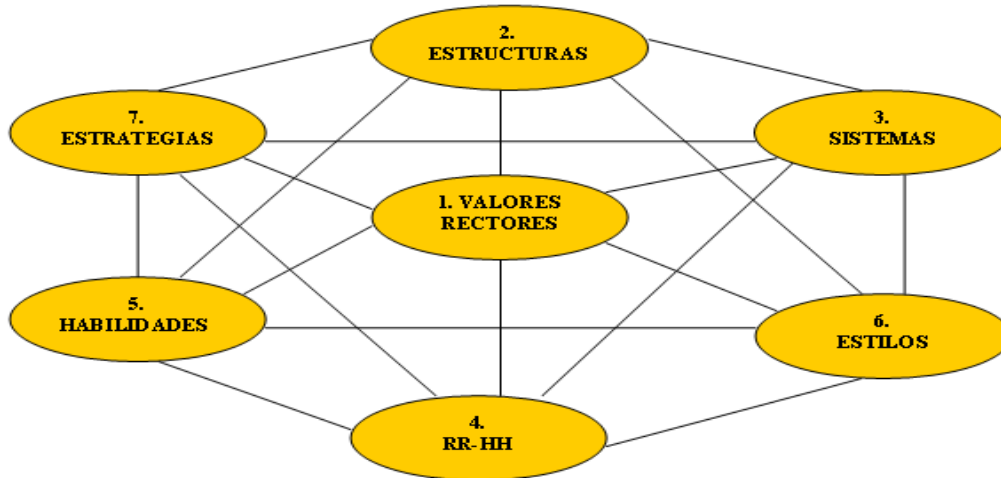 2.
ESTRUCTURAS
7.
ESTRATEGIAS
3.
SISTEMAS
1. VALORES
RECTORES
5.
HABILIDADES
6.
ESTILOS
4.
RR-HH